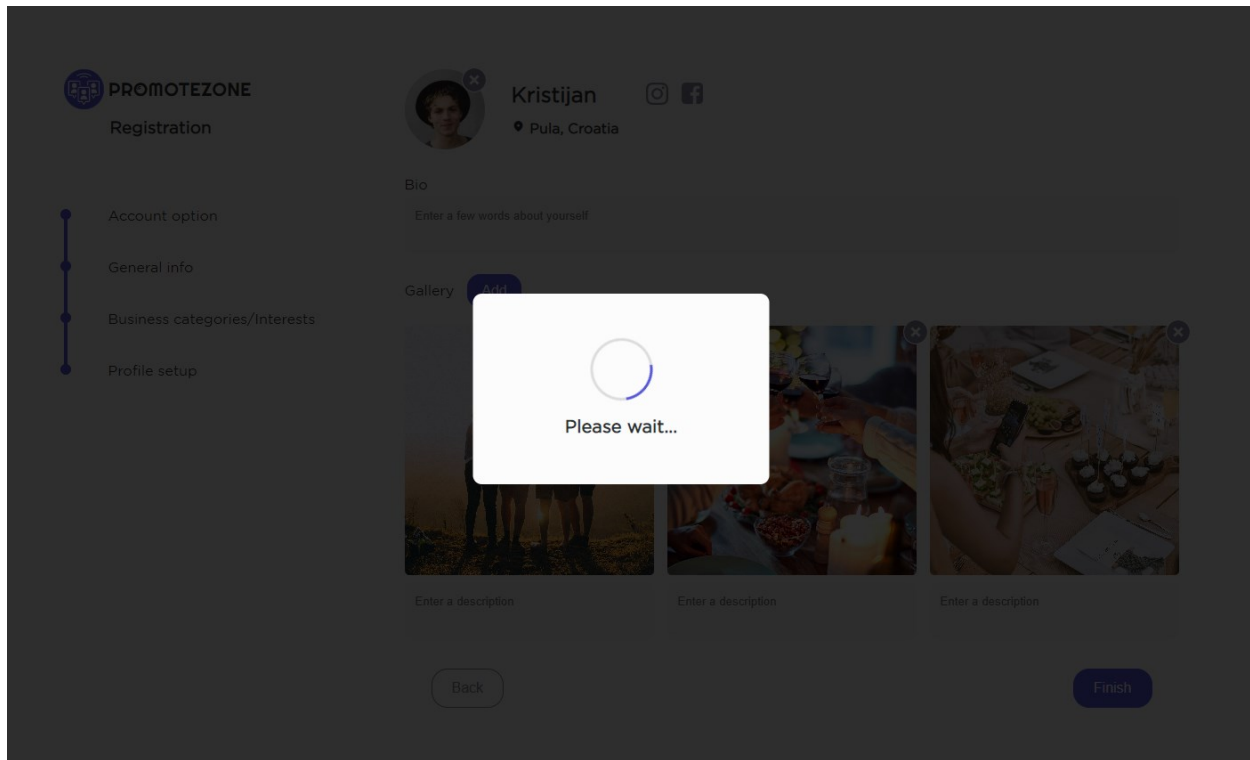 PROMOTEZONE
Registration
Account option
General info
Business categories/Interests
Profile setup
Kristijan
Pula, Croatia
Bio
Enter a few words about yourself
Gallery
Add
Please wait...
Enter a description
Enter a description
Enter a description
Back
Finish